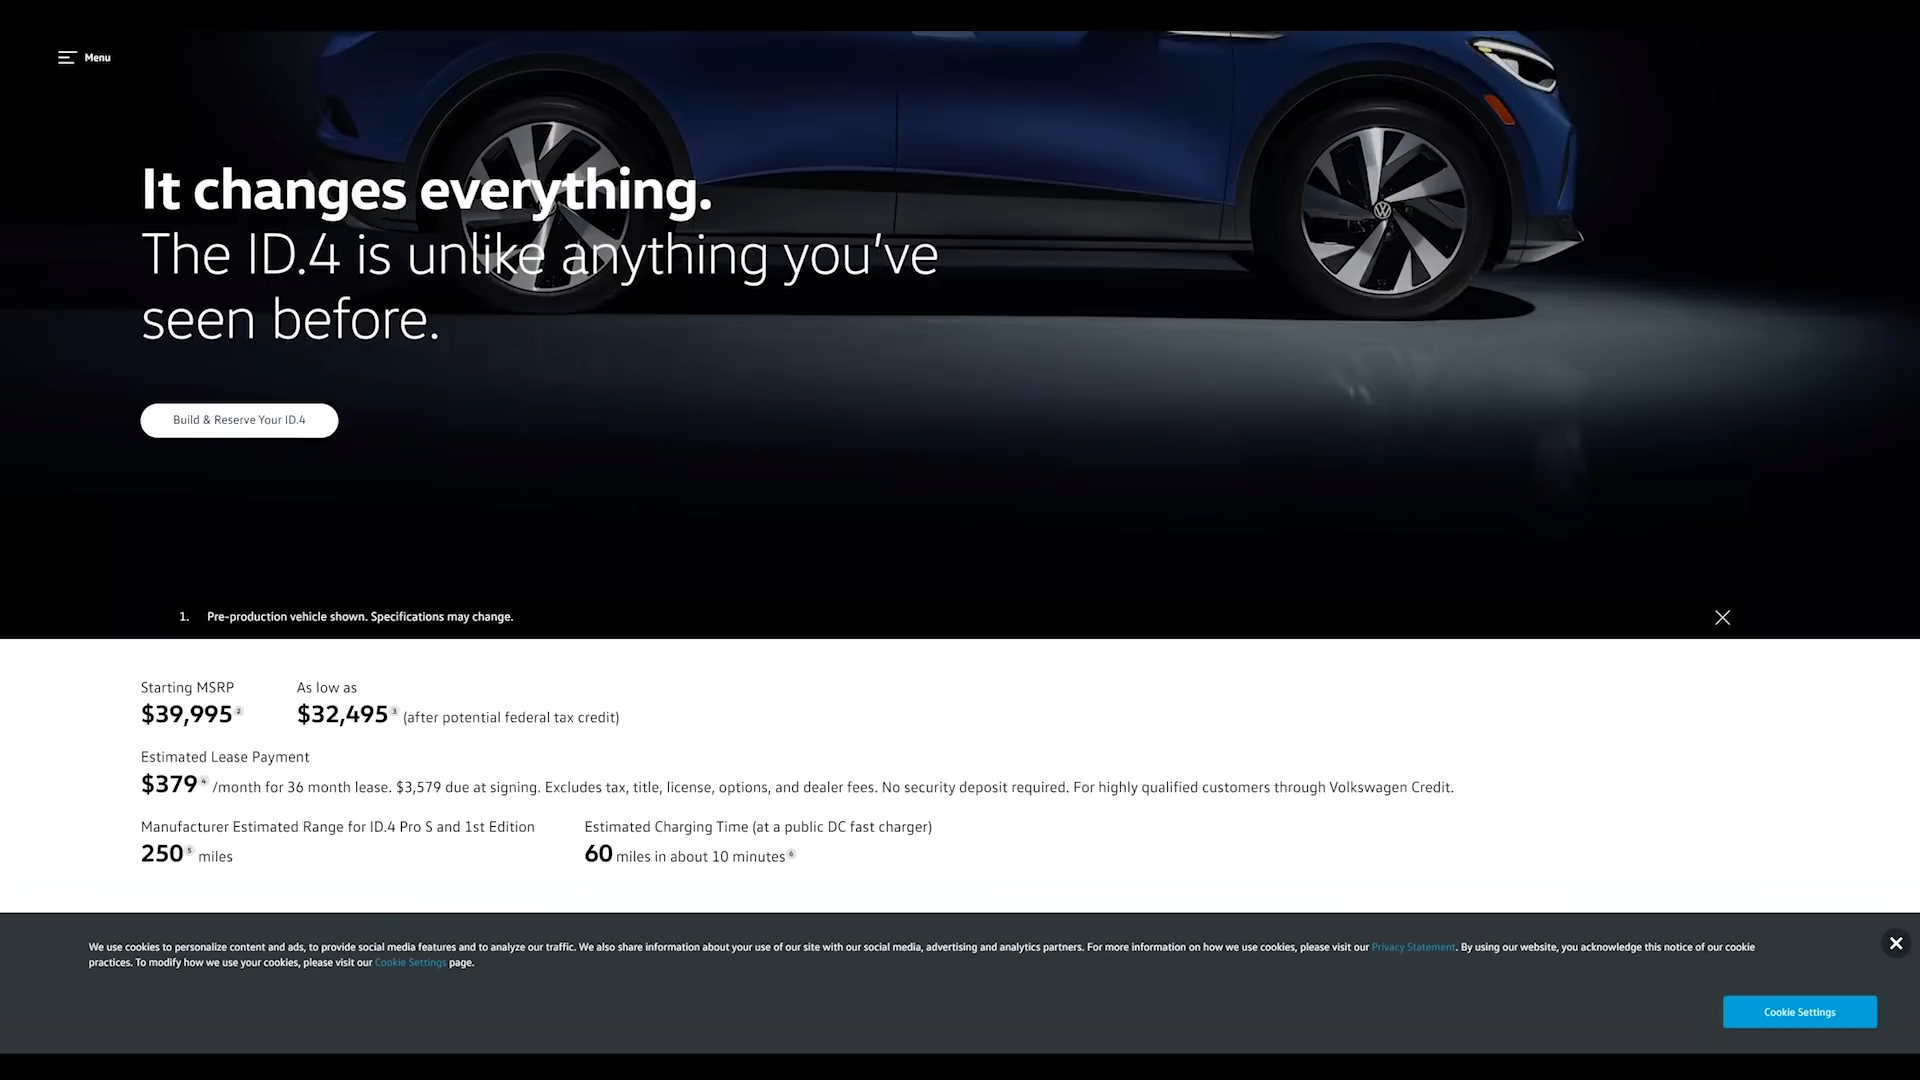 Menu
It changes everything.
The ID.4 is unlike anything you've
seen before.
Build & Reserve Your ID.4
1. Pre-production vehicle shown. Specifications may change.
Starting MSRP As low as
$39,995 2 $32,495 3 (after potential federal tax credit)
Estimated Lease Payment
$379 4 /month for 36 month lease. $3,579 due at signing. Excludes tax, title, license, options, and dealer fees. No security deposit required. For highly qualified customers through Volkswagen Credit.
Manufacturer Estimated Range for ID.4 Pro S and 1st Edition Estimated Charging Time (at a public DC fast charger)
250 5 miles 60 miles in about 10 minutes 6
We use cookies to personalize content and ads, to provide social media features and to analyze our traffic. We also share information about your use of our site with our social media, advertising and analytics partners. For more information on how we use cookies, please visit our Privacy Statement. By using our website, you acknowledge this notice of our cookie
practices. To modify how we use your cookies, please visit our Cookie Settings page.
Cookie Settings